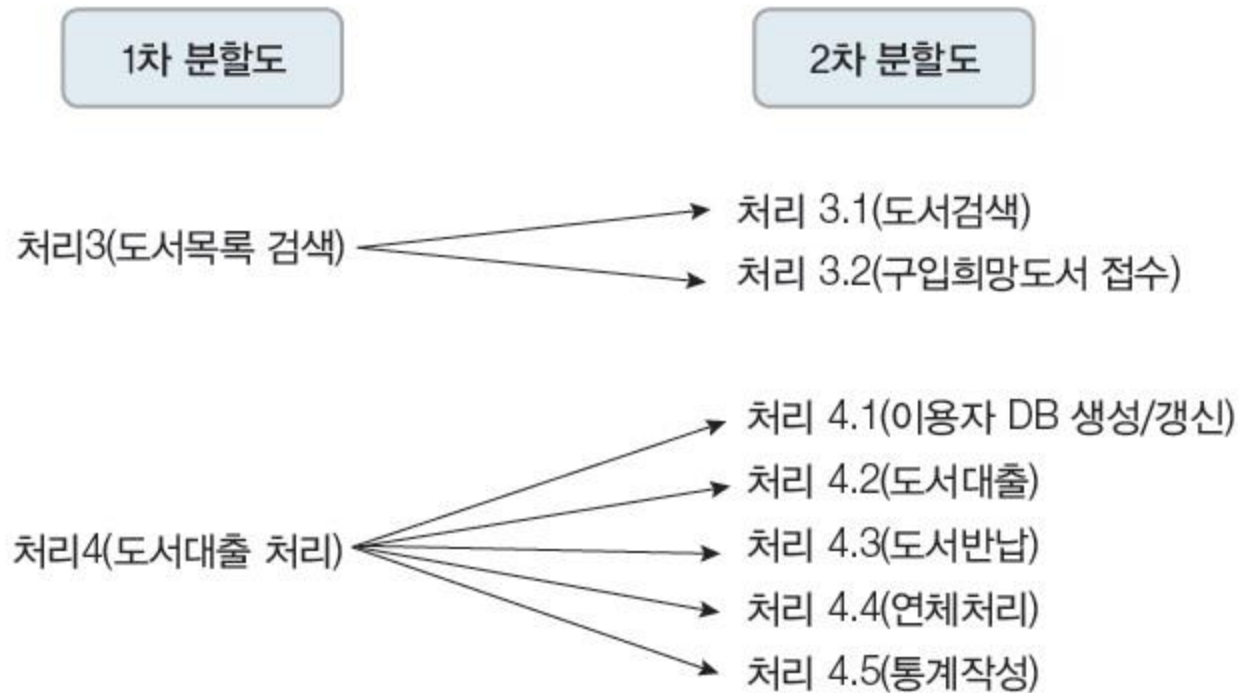 1차 분할도
2차 분할도
처리3(도서목록 검색)
처리 3.1(도서검색)
처리 3.2(구입희망도서 접수)
처리4(도서대출 처리)
처리 4.1(이용자 DB 생성/갱신)
처리 4.2(도서대출)
처리 4.3(도서반납)
처리 4.4(연체처리)
처리 4.5(통계작성)